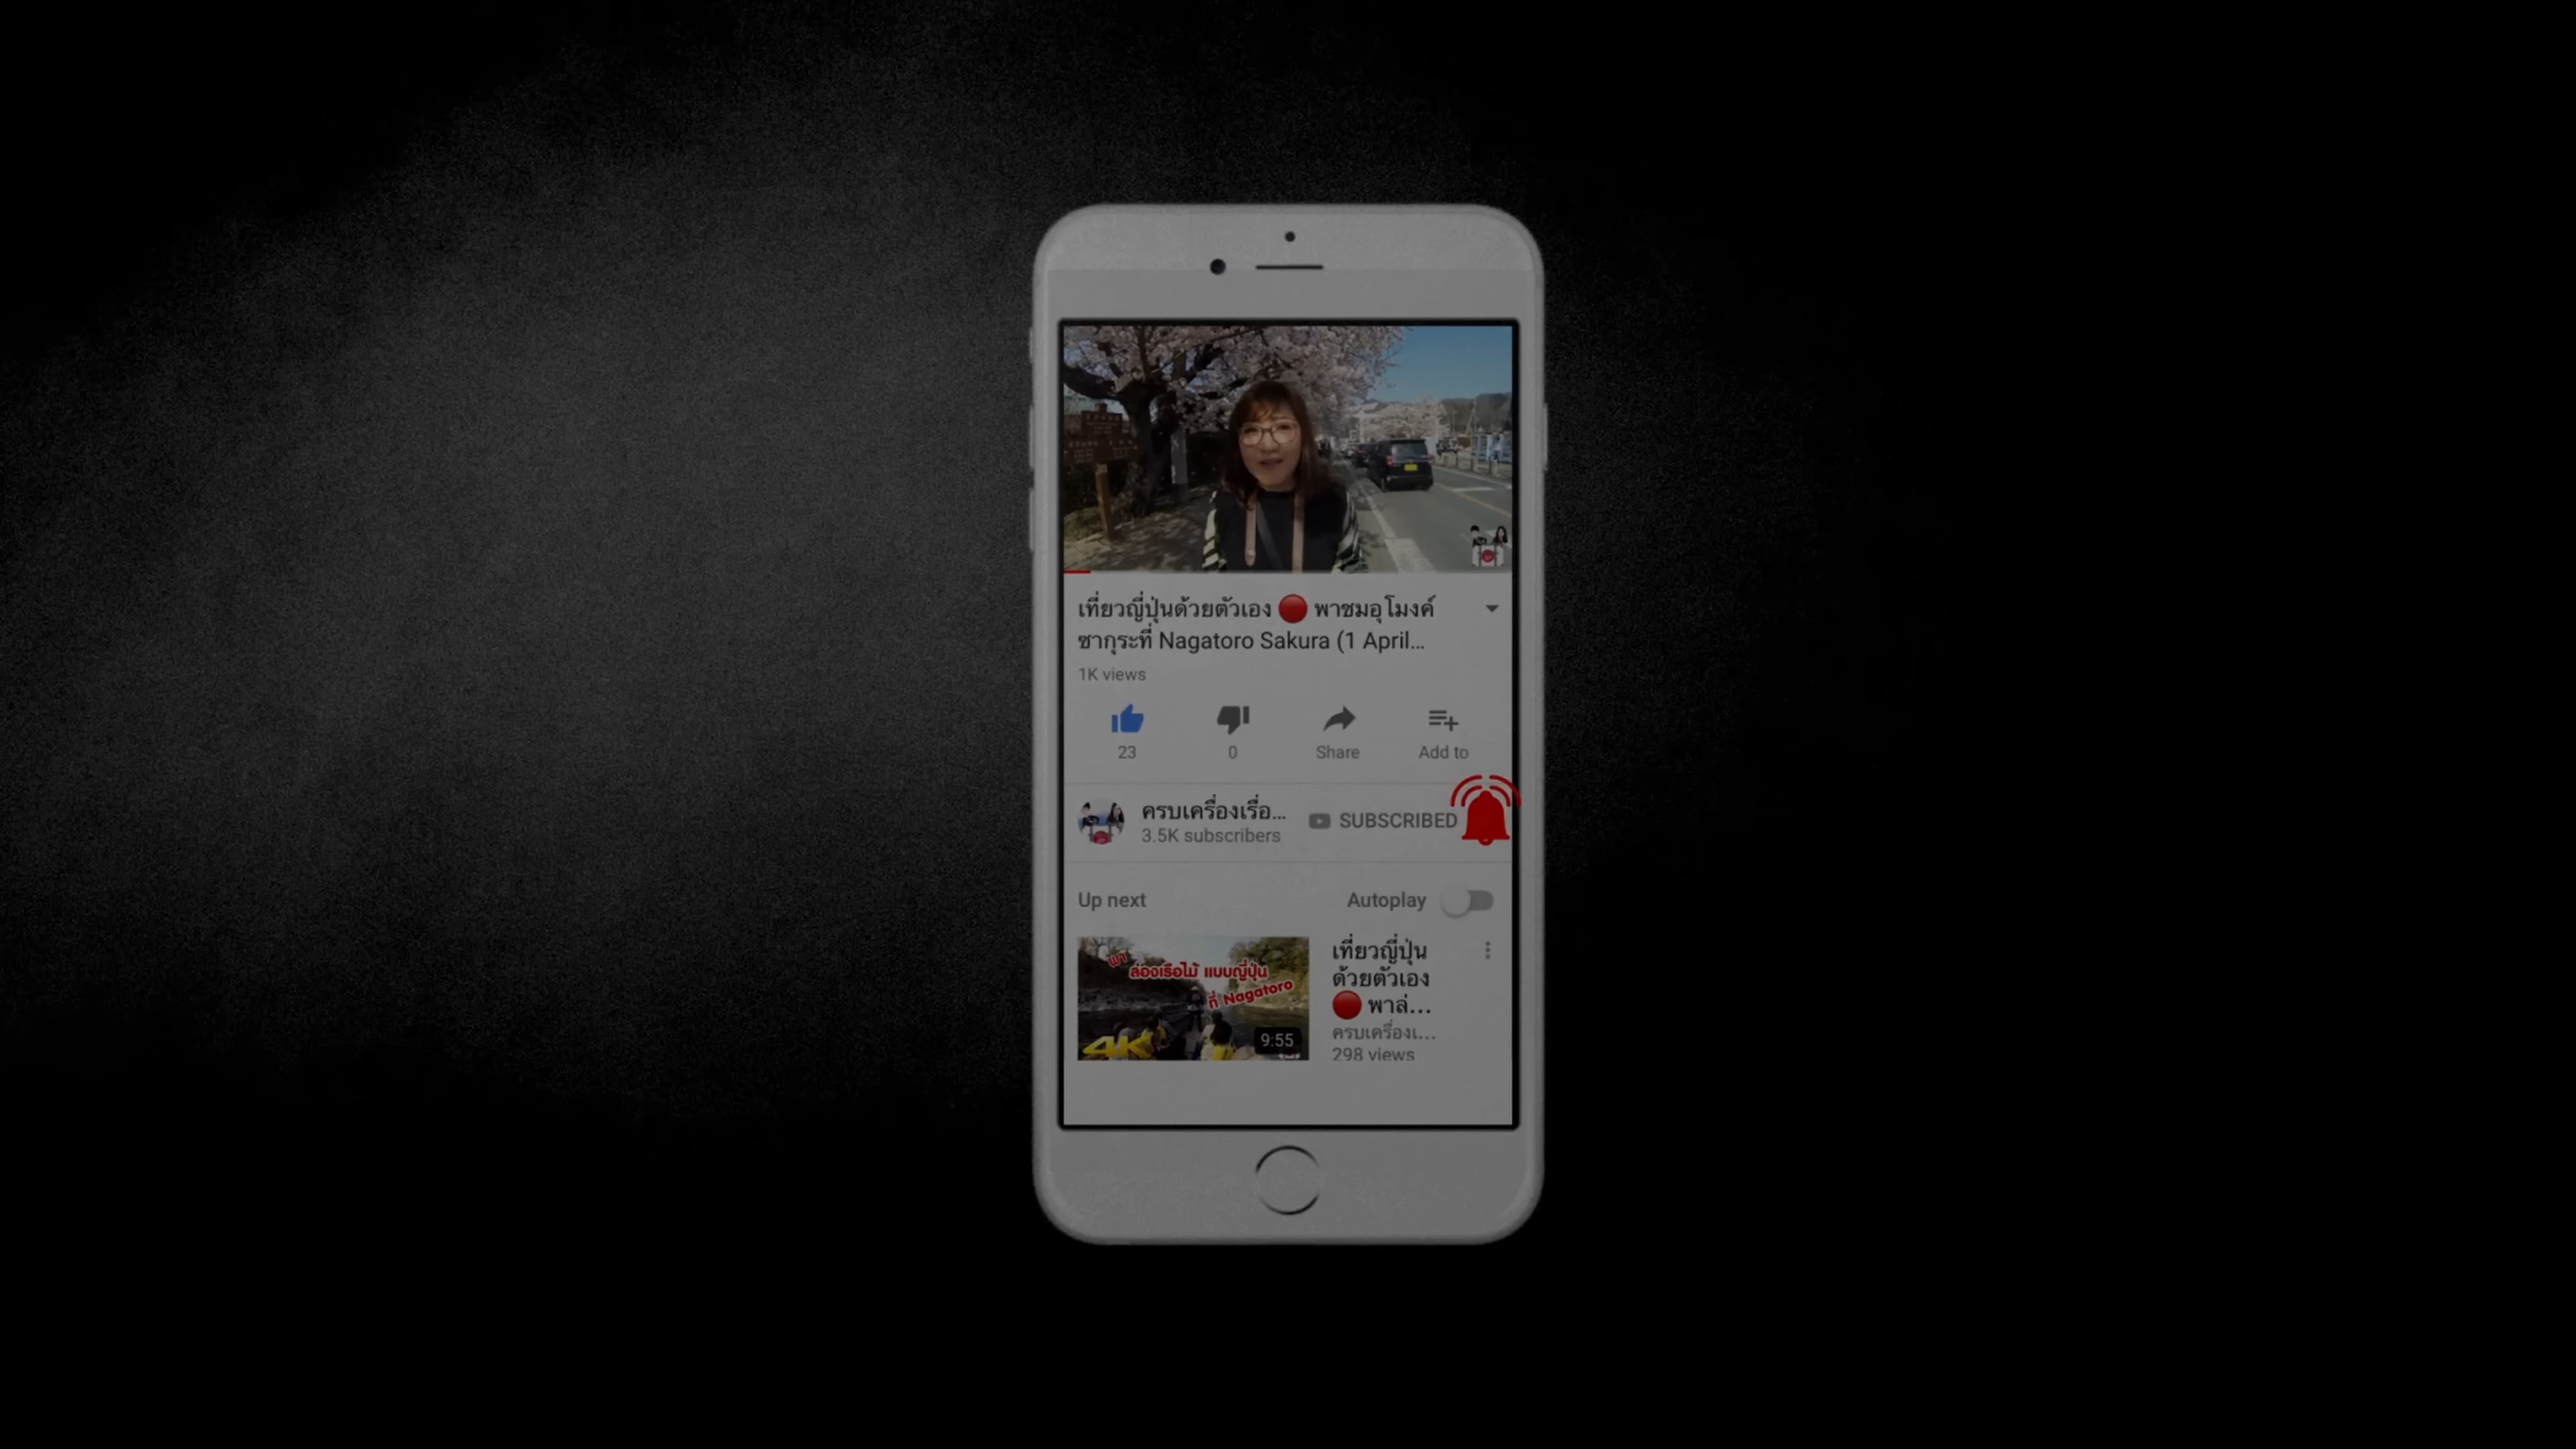 เที่ยวญี่ปุ่นด้วยตัวเอง 🔴 พาชมอุโมงค์
ซากุระที่ Nagatoro Sakura (1 April...
1K views
23
0
Share
Add to
ครบเครื่องเรื่อ...
3.5K subscribers
SUBSCRIBED
Up next
Autoplay
พา
ล่องเรือไม้ แบบญี่ปุ่น
ที่ Nagatoro
4K
9:55
เที่ยวญี่ปุ่น
ด้วยตัวเอง
🔴 พาล่...
ครบเครื่องเ...
298 views